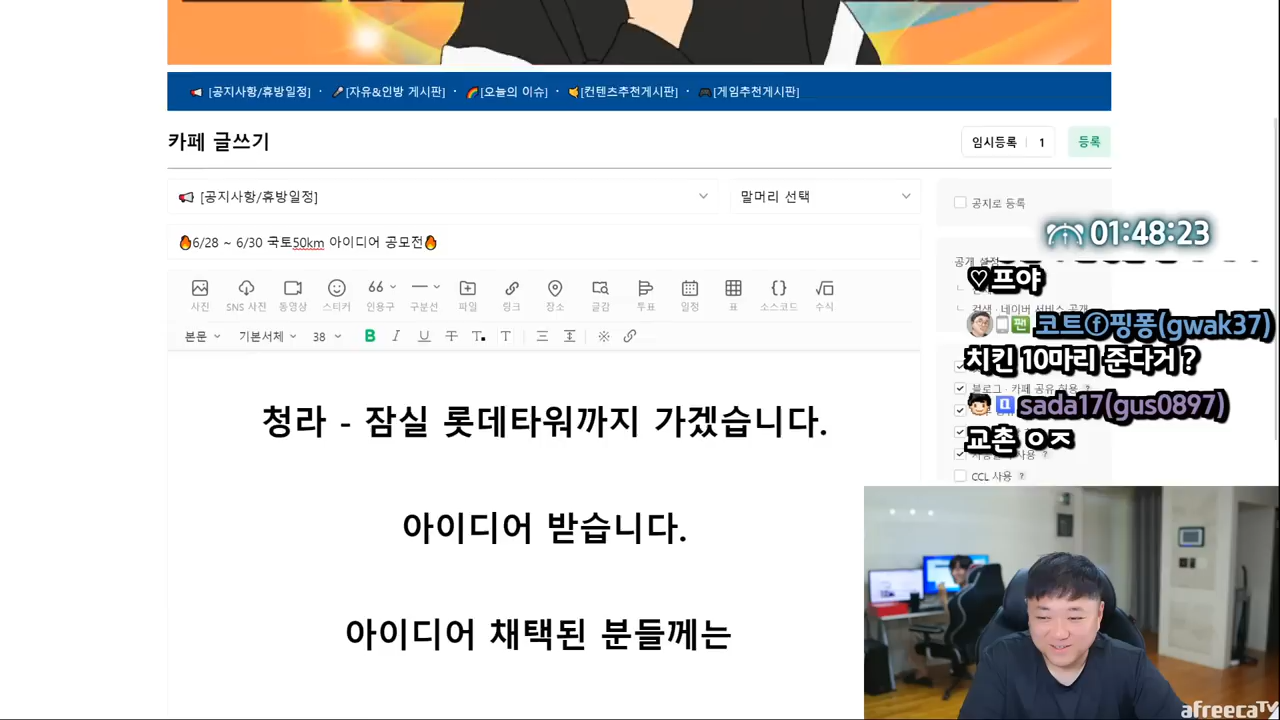 [공지사항/휴방일정] · [자유&인방 게시판] · [오늘의 이슈] · [컨텐츠추천게시판] · [게임추천게시판]
카페 글쓰기
임시등록 1
등록
[공지사항/휴방일정]
말머리 선택
공지로 등록
6/28 ~ 6/30 국토50km 아이디어 공모전
01:48:23
사진 SNS 사진 동영상 스티커 인용구 구분선 파일 링크 장소 글감 투표 일정 표 소스코드 수식
본문 기본서체 38 B I U T T T
공개 설정
♡프야
팬 코트ⓕ핑퐁(gwak37)
치킨 10마리 준다거 ?
블로그 · 카페 공유 허용 ?
sada17(gus0897)
교촌 ㅇㅈ
사용 ?
CCL 사용 ?
청라 - 잠실 롯데타워까지 가겠습니다.
아이디어 받습니다.
아이디어 채택된 분들께는
afreecaTV